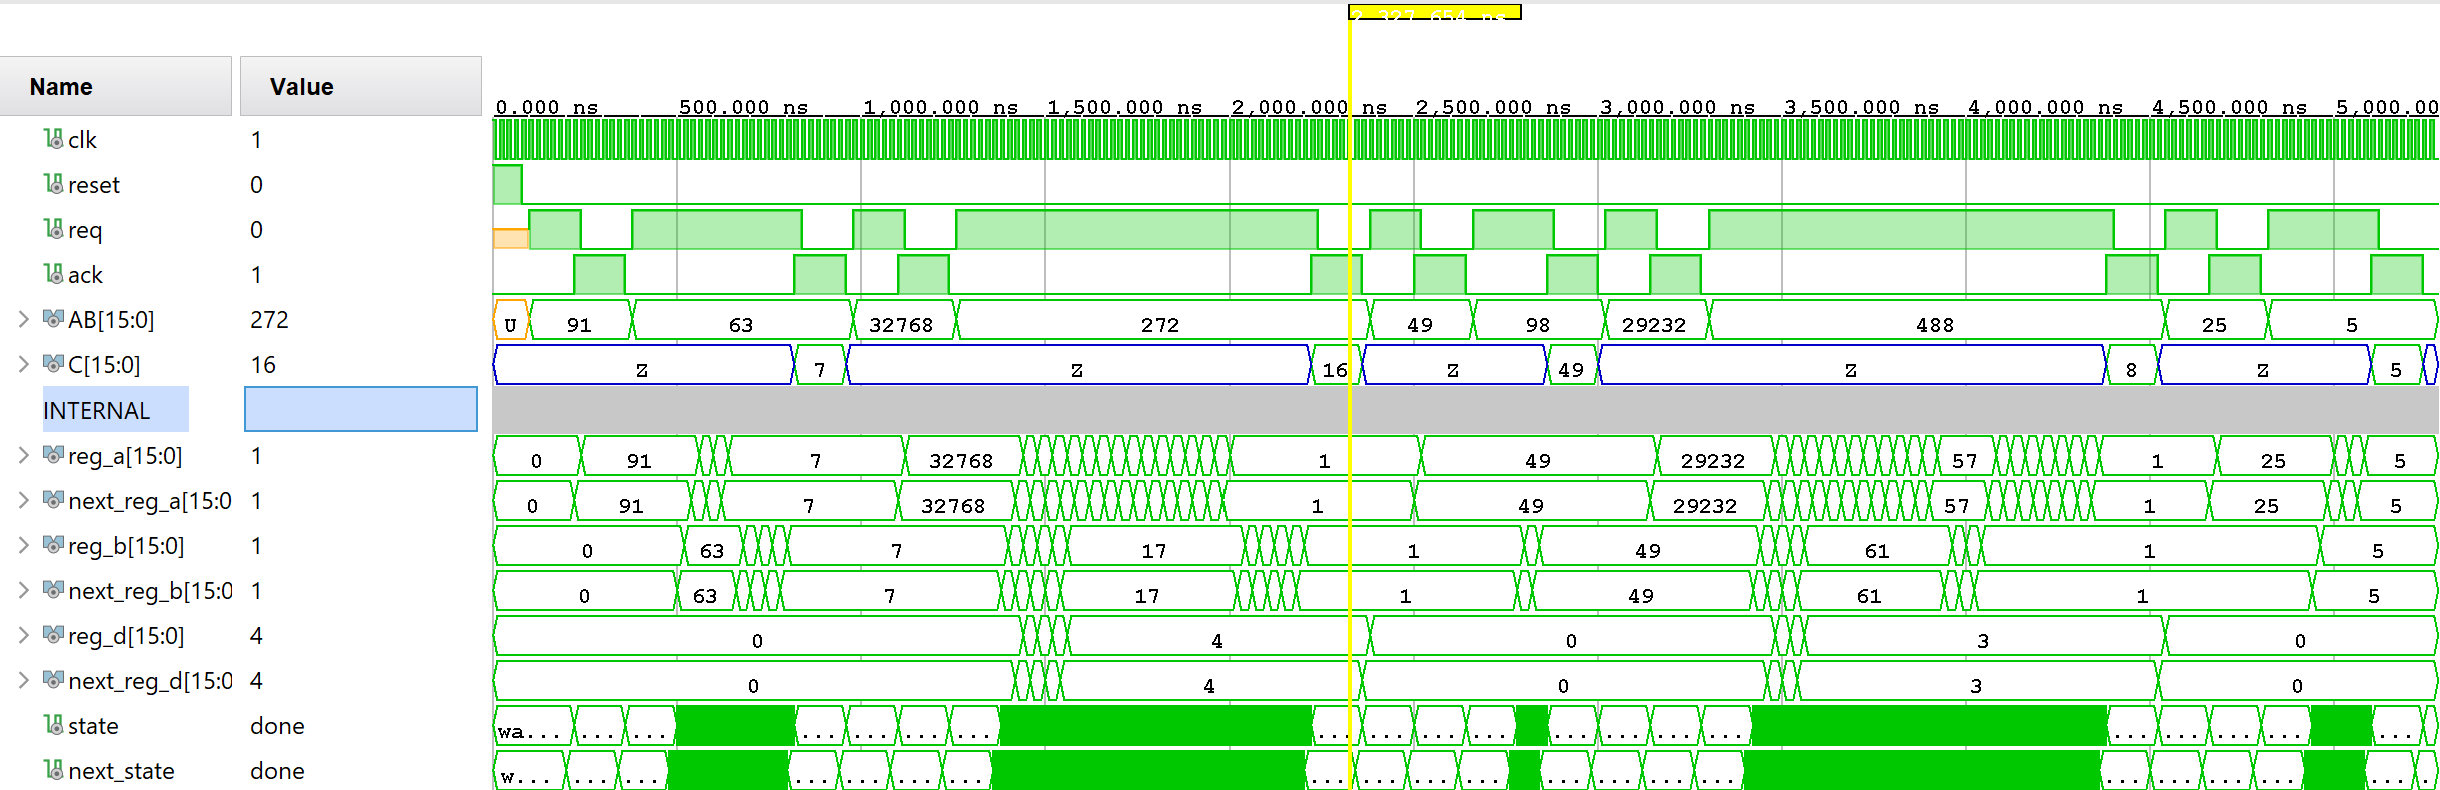 2,327.654 ns
Name Value
0.000 ns 500.000 ns 1,000.000 ns 1,500.000 ns 2,000.000 ns 2,500.000 ns 3,000.000 ns 3,500.000 ns 4,000.000 ns 4,500.000 ns 5,000.00
clk 1
reset 0
req 0
ack 1
AB[15:0] 272 U 91 63 32768 272 49 98 29232 488 25 5
C[15:0] 16 Z 7 Z 16 Z 49 Z 8 Z 5
INTERNAL
reg_a[15:0] 1 0 91 7 32768 1 49 29232 57 1 25 5
next_reg_a[15:0 1 0 91 7 32768 1 49 29232 57 1 25 5
reg_b[15:0] 1 0 63 7 17 1 49 61 1 5
next_reg_b[15:0 1 0 63 7 17 1 49 61 1 5
reg_d[15:0] 4 0 4 0 3 0
next_reg_d[15:0 4 0 4 0 3 0
state done wa... ... ... ... ... ... ... ... ... ... ... ... ... ... ... ... ... ...
next_state done w... ... ... ... ... ... ... ... ... ... ... ... ... ... ... ... ... ... .